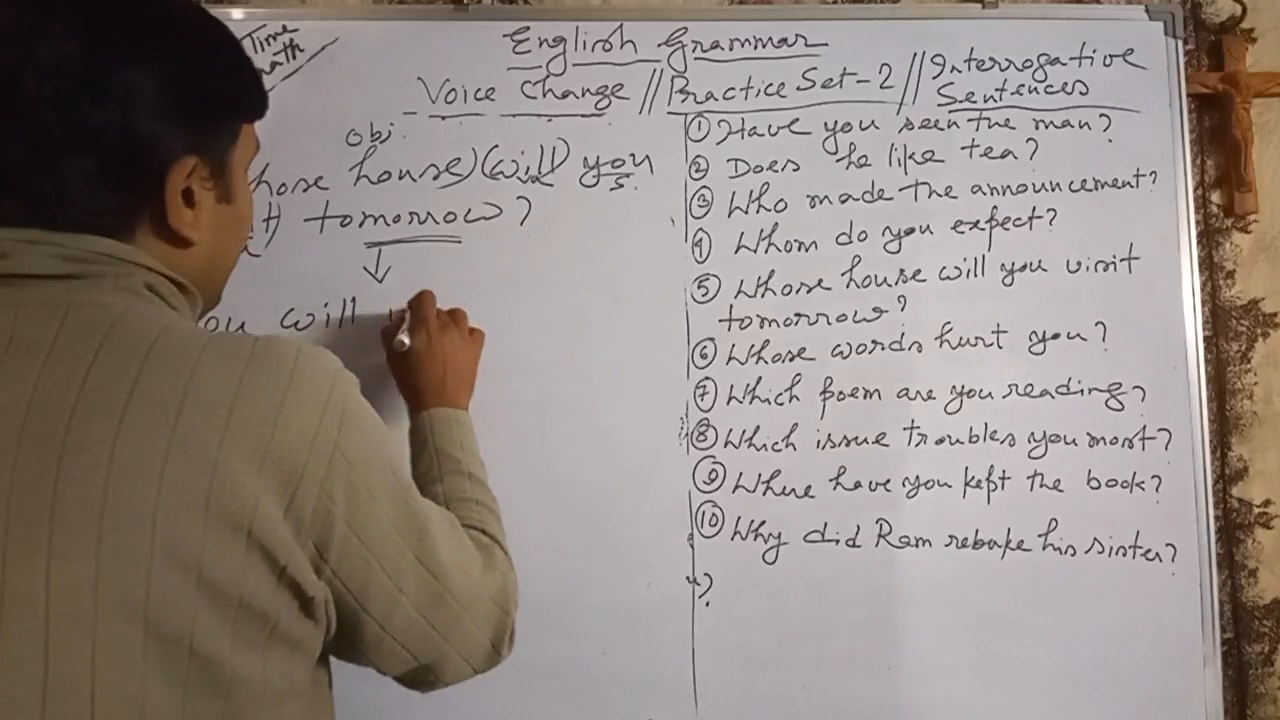 Time
English Grammar
Voice Change // Practice Set-2 // Interrogative
Sentences
Obj.
house) (will) you
S.
tomorrow?
will
① Have you seen the man?
② Does he like tea?
③ Who made the announcement?
④ Whom do you expect?
⑤ Whose house will you visit
tomorrow?
⑥ Whose words hurt you?
⑦ Which poem are you reading?
⑧ Which issue troubles you most?
⑨ Where have you kept the book?
⑩ Why did Ram rebuke his sister?
?